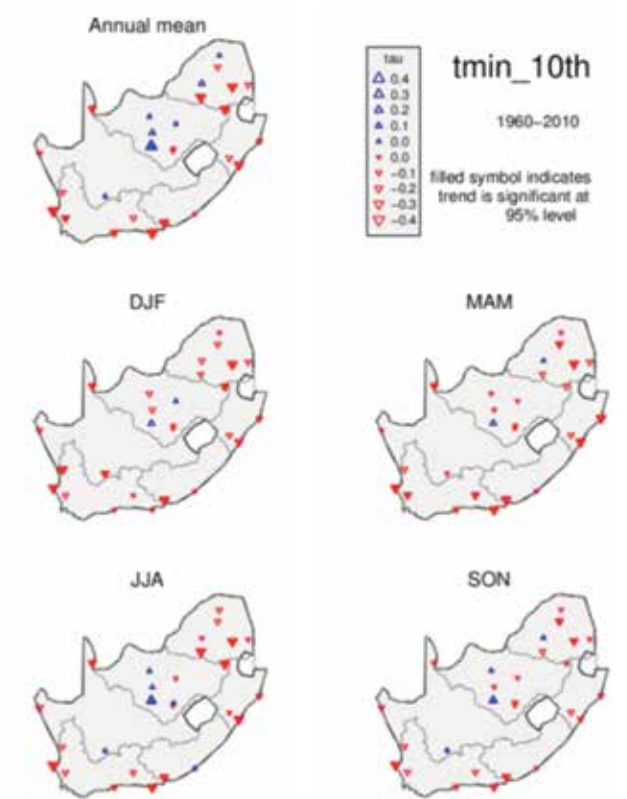 Annual mean
tau
0.4
0.3
0.2
0.1
0.0
0.0
−0.1
−0.2
−0.3
−0.4
tmin_10th
1960−2010
filled symbol indicates
trend is significant at
95% level
DJF
MAM
JJA
SON